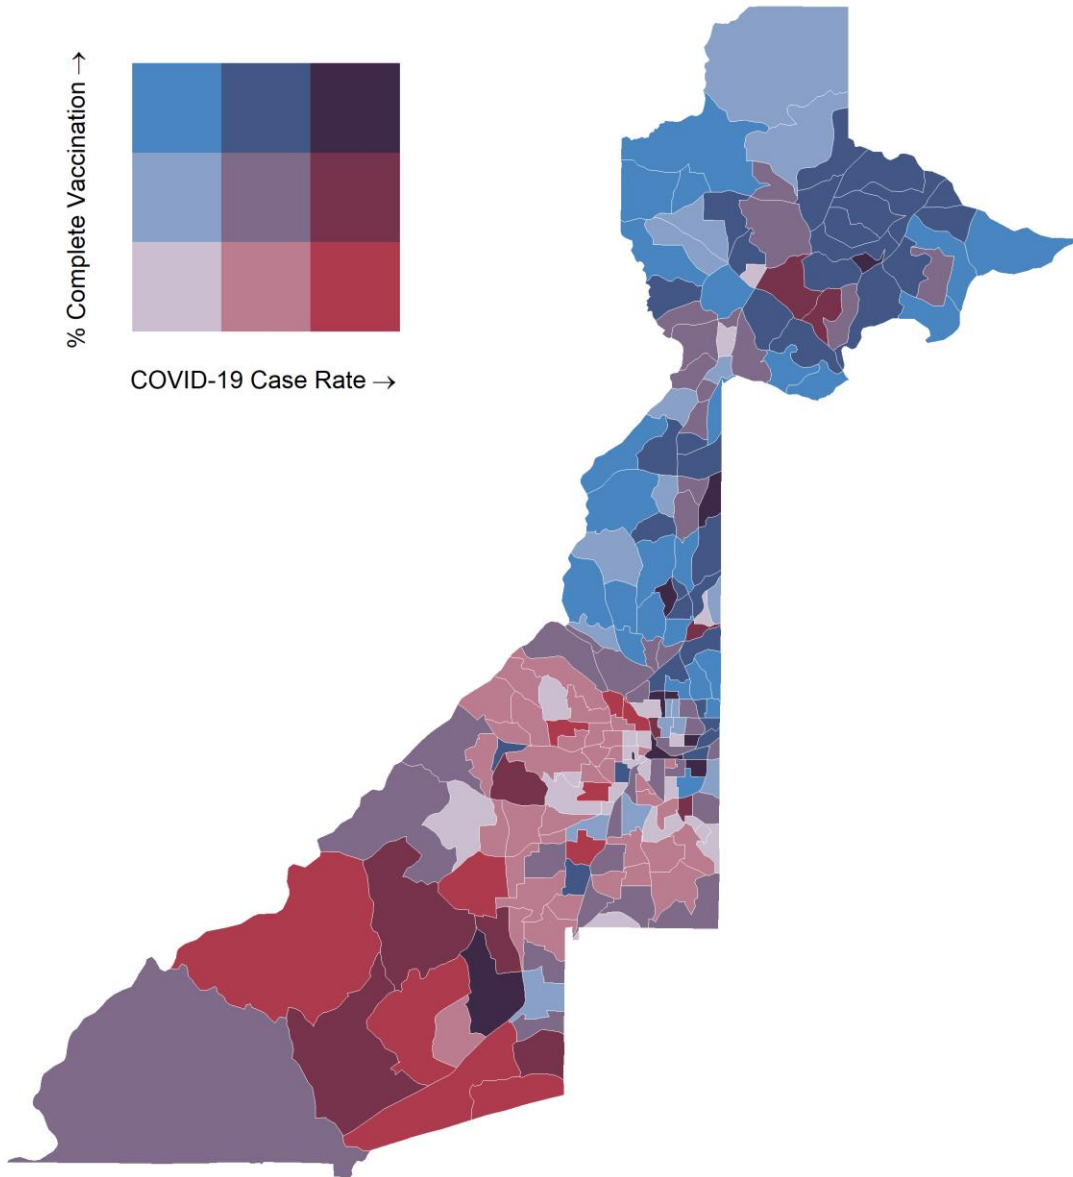 % Complete Vaccination →
COVID-19 Case Rate →